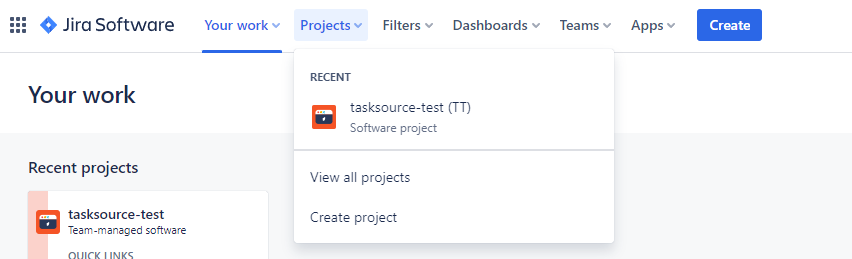 Jira Software Your work Projects Filters Dashboards Teams Apps Create
Your work
RECENT
tasksource-test (TT)
Software project
View all projects
Create project
Recent projects
tasksource-test
Team-managed software
QUICK LINKS